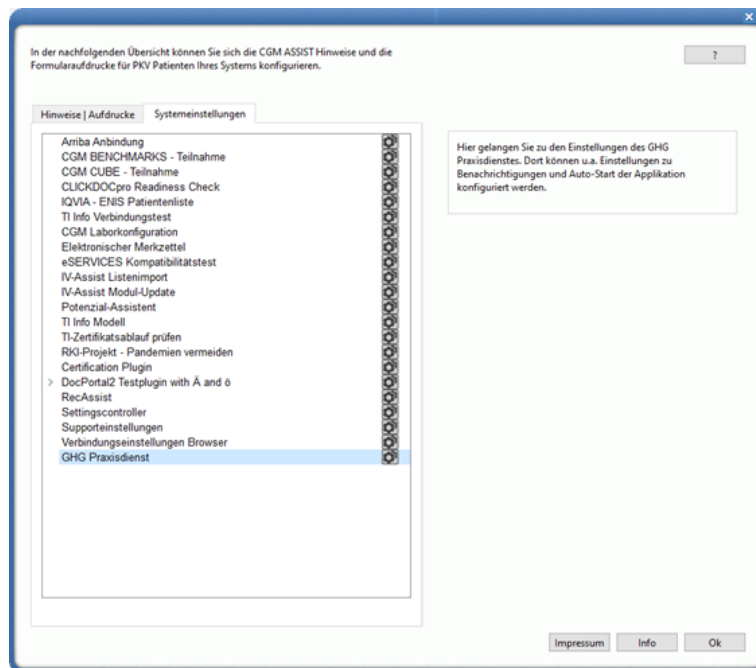 In der nachfolgenden Übersicht können Sie sich die CGM ASSIST Hinweise und die
Formularaufdrucke für PKV Patienten Ihres Systems konfigurieren.
?
Hinweise | Aufdrucke
Systemeinstellungen
Arriba Anbindung
CGM BENCHMARKS - Teilnahme
CGM CUBE - Teilnahme
CLICKDOCpro Readiness Check
IQVIA - ENIS Patientenliste
TI Info Verbindungstest
CGM Laborkonfiguration
Elektronischer Merkzettel
eSERVICES Kompatibilitätstest
IV-Assist Listenimport
IV-Assist Modul-Update
Potenzial-Assistent
TI Info Modell
TI-Zertifikatsablauf prüfen
RKI-Projekt - Pandemien vermeiden
Certification Plugin
DocPortal2 Testplugin with Ä and ö
RecAssist
Settingscontroller
Supporteinstellungen
Verbindungseinstellungen Browser
GHG Praxisdienst
Hier gelangen Sie zu den Einstellungen des GHG
Praxisdienstes. Dort können u.a. Einstellungen zu
Benachrichtigungen und Auto-Start der Applikation
konfiguriert werden.
Impressum
Info
Ok